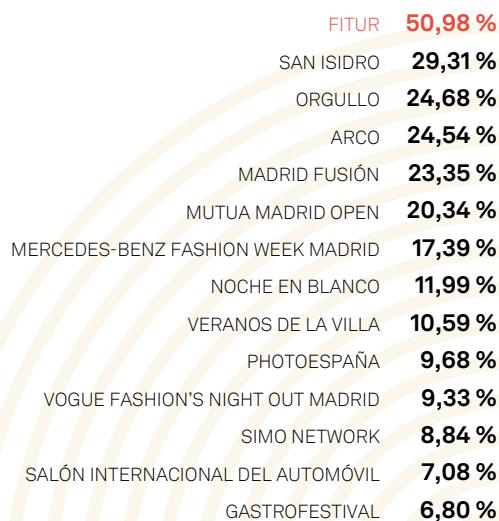 FITUR 50,98 %
SAN ISIDRO 29,31 %
ORGULLO 24,68 %
ARCO 24,54 %
MADRID FUSIÓN 23,35 %
MUTUA MADRID OPEN 20,34 %
MERCEDES-BENZ FASHION WEEK MADRID 17,39 %
NOCHE EN BLANCO 11,99 %
VERANOS DE LA VILLA 10,59 %
PHOTOESPAÑA 9,68 %
VOGUE FASHION'S NIGHT OUT MADRID 9,33 %
SIMO NETWORK 8,84 %
SALÓN INTERNACIONAL DEL AUTOMÓVIL 7,08 %
GASTROFESTIVAL 6,80 %